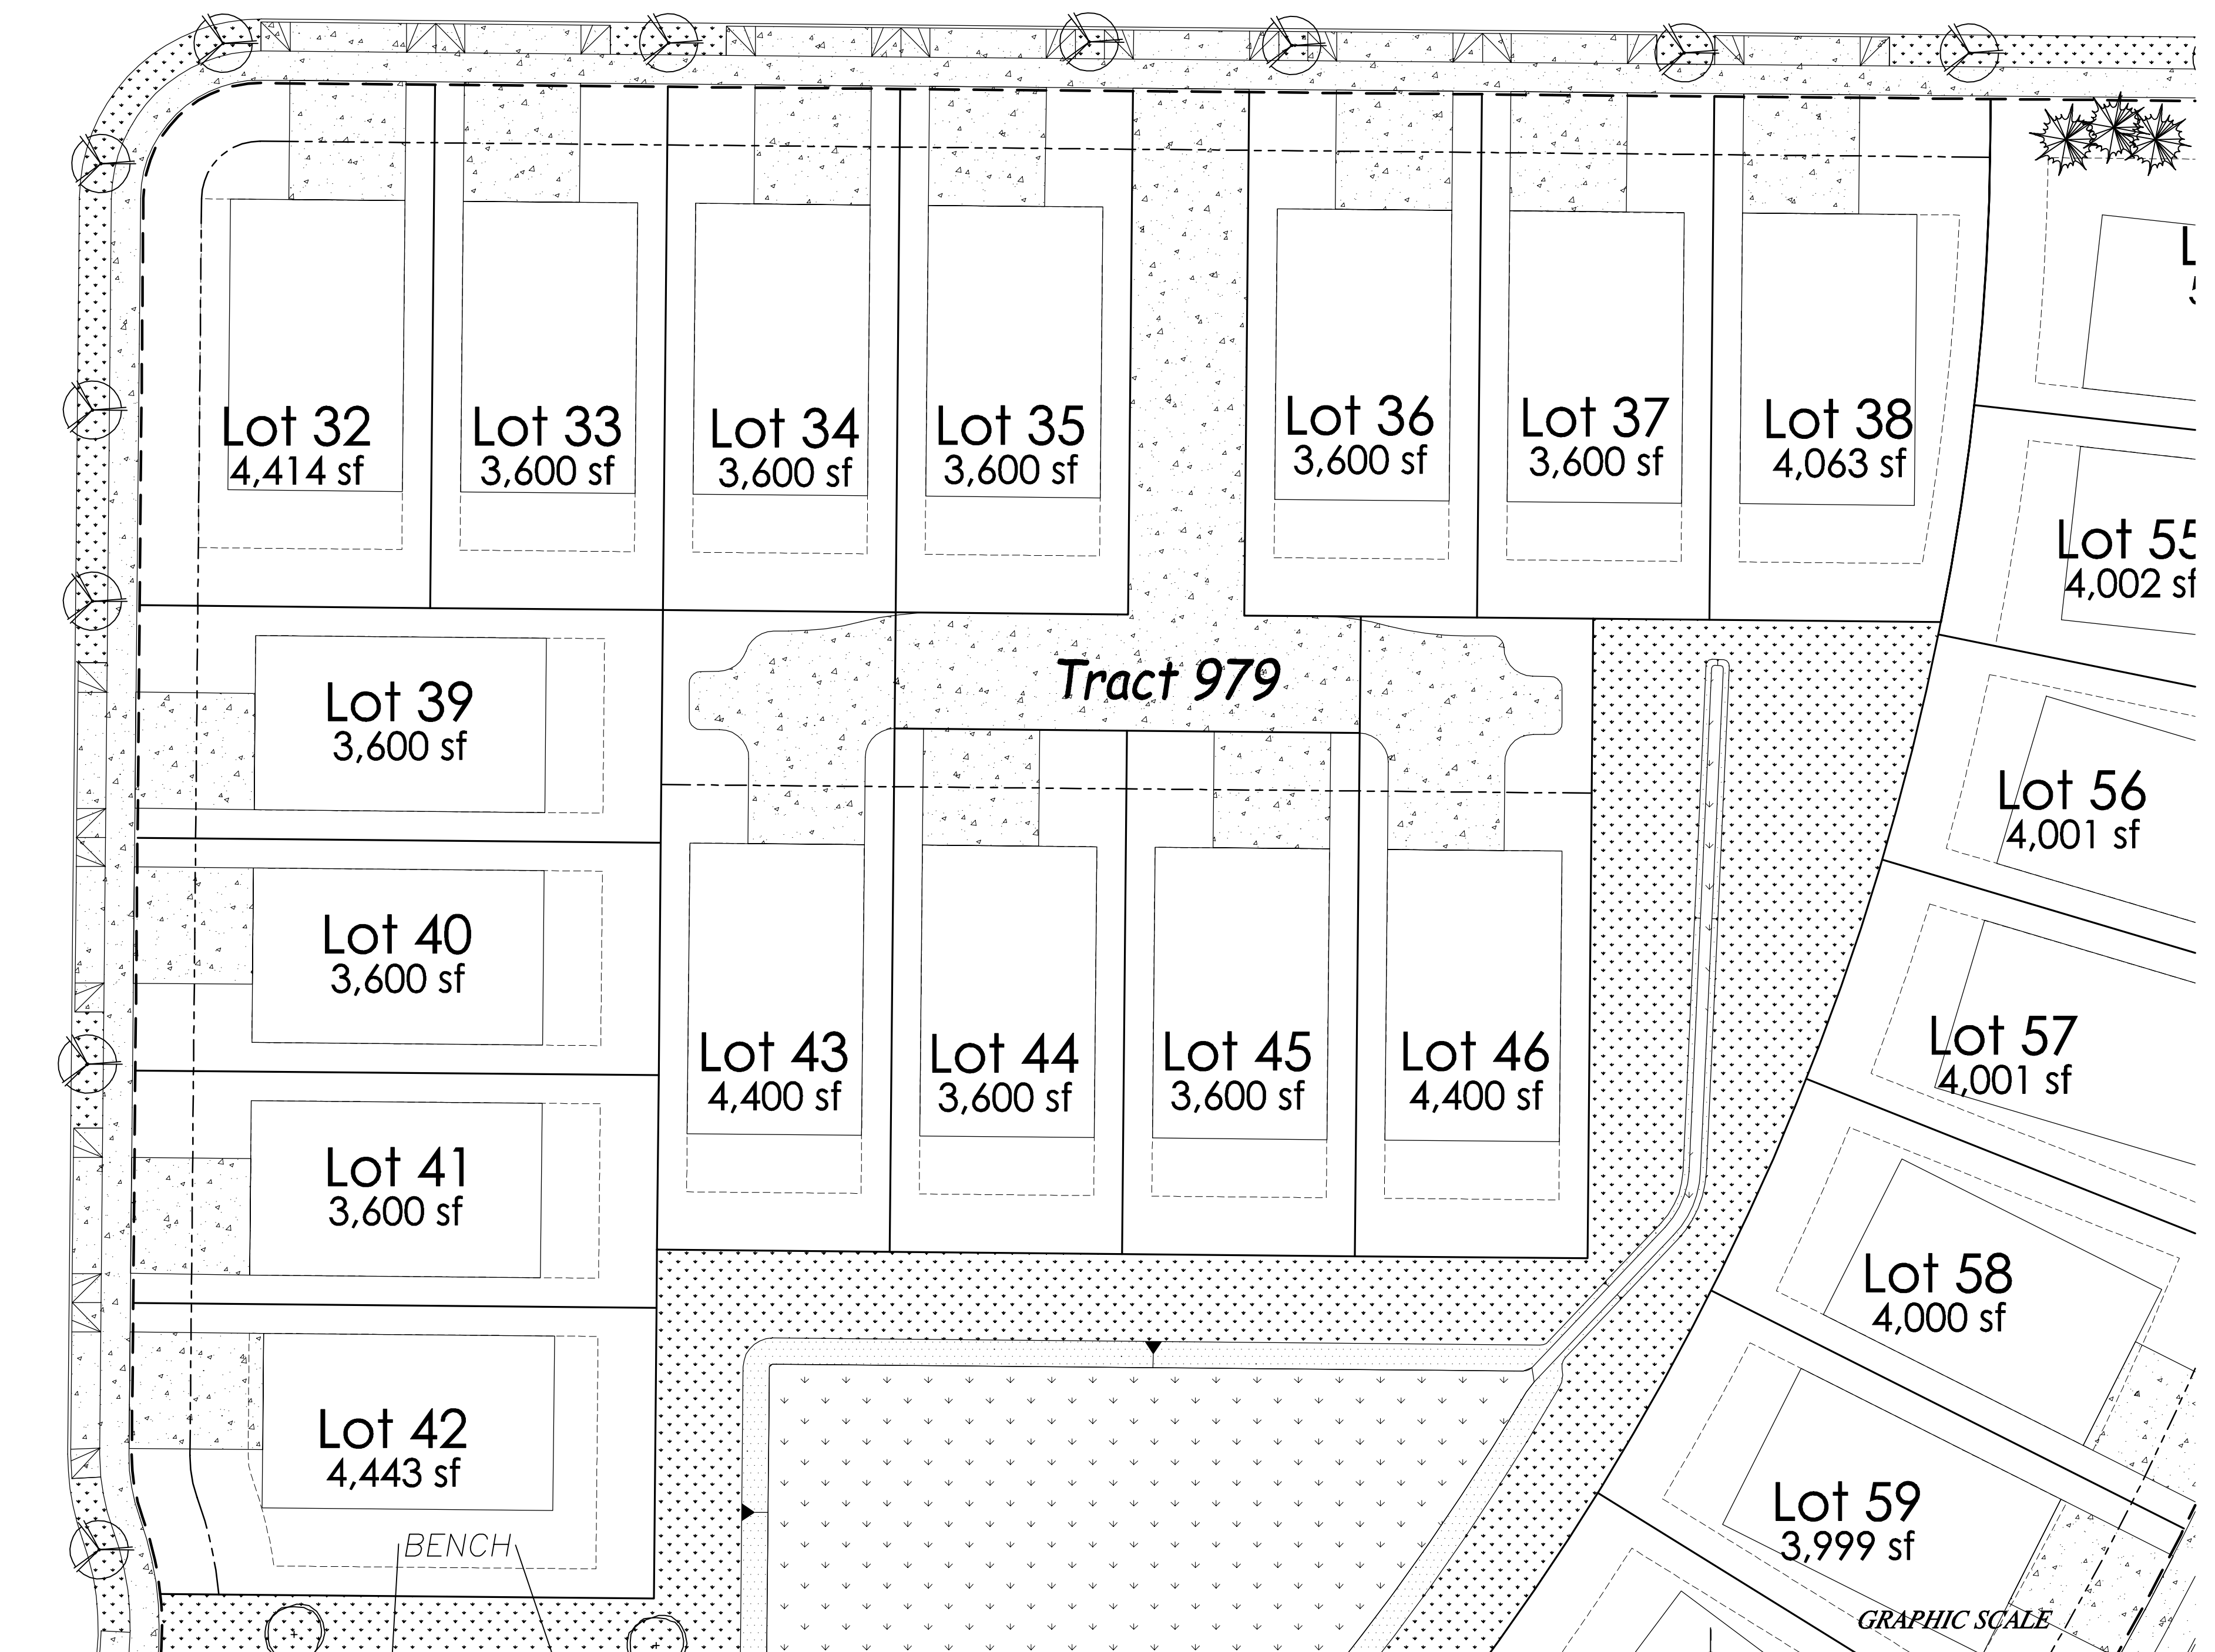 Lot 32
4,414 sf
Lot 33
3,600 sf
Lot 34
3,600 sf
Lot 35
3,600 sf
Lot 36
3,600 sf
Lot 37
3,600 sf
Lot 38
4,063 sf
Lot 55
4,002 sf
Tract 979
Lot 39
3,600 sf
Lot 56
4,001 sf
Lot 40
3,600 sf
Lot 43
4,400 sf
Lot 44
3,600 sf
Lot 45
3,600 sf
Lot 46
4,400 sf
Lot 57
4,001 sf
Lot 41
3,600 sf
Lot 58
4,000 sf
Lot 42
4,443 sf
Lot 59
3,999 sf
BENCH
GRAPHIC SCALE